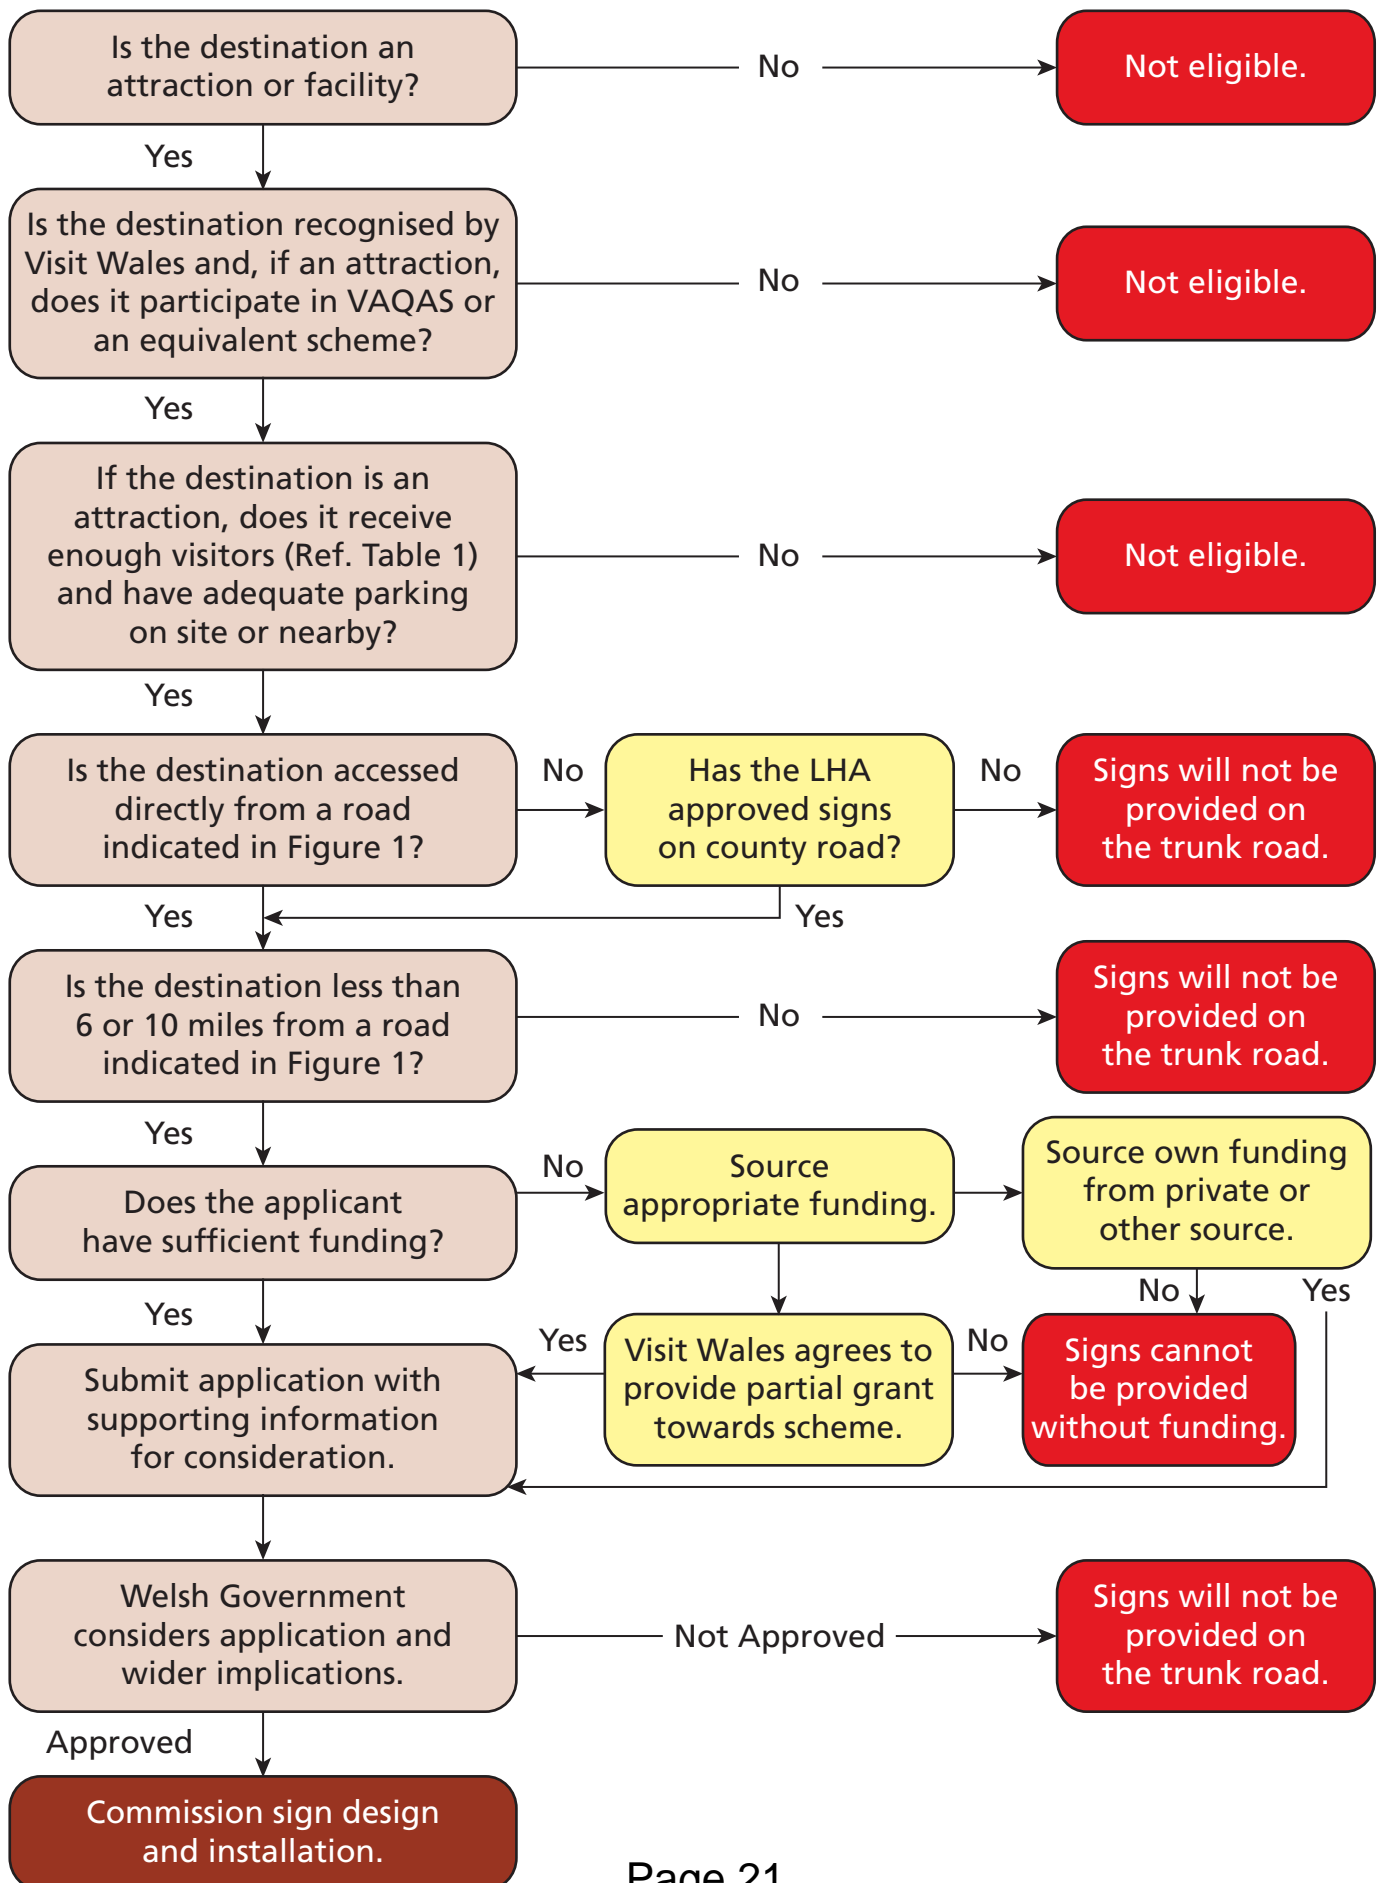 Is the destination an
attraction or facility?
No
Not eligible.
Yes
Is the destination recognised by
Visit Wales and, if an attraction,
does it participate in VAQAS or
an equivalent scheme?
No
Not eligible.
Yes
If the destination is an
attraction, does it receive
enough visitors (Ref. Table 1)
and have adequate parking
on site or nearby?
No
Not eligible.
Yes
Is the destination accessed
directly from a road
indicated in Figure 1?
No
Has the LHA
approved signs
on county road?
No
Signs will not be
provided on
the trunk road.
Yes
Yes
Is the destination less than
6 or 10 miles from a road
indicated in Figure 1?
No
Signs will not be
provided on
the trunk road.
Yes
Does the applicant
have sufficient funding?
No
Source
appropriate funding.
Source own funding
from private or
other source.
No
Yes
Yes
Submit application with
supporting information
for consideration.
Yes
Visit Wales agrees to
provide partial grant
towards scheme.
No
Signs cannot
be provided
without funding.
Welsh Government
considers application and
wider implications.
Not Approved
Signs will not be
provided on
the trunk road.
Approved
Commission sign design
and installation.
Page 21